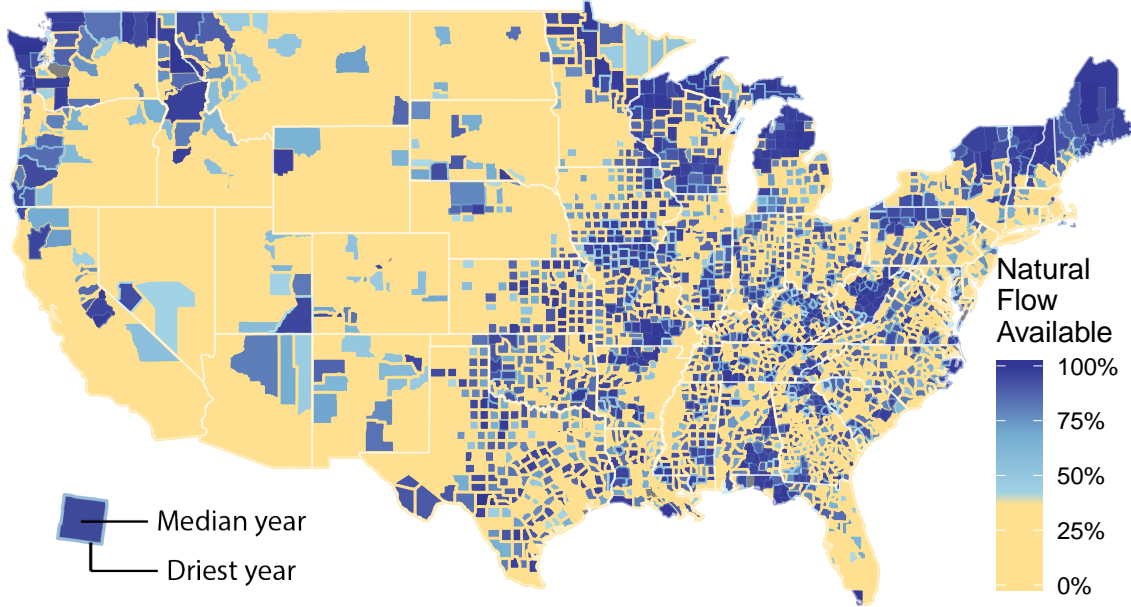 Natural
Flow
Available
100%
75%
50%
25%
0%
Median year
Driest year